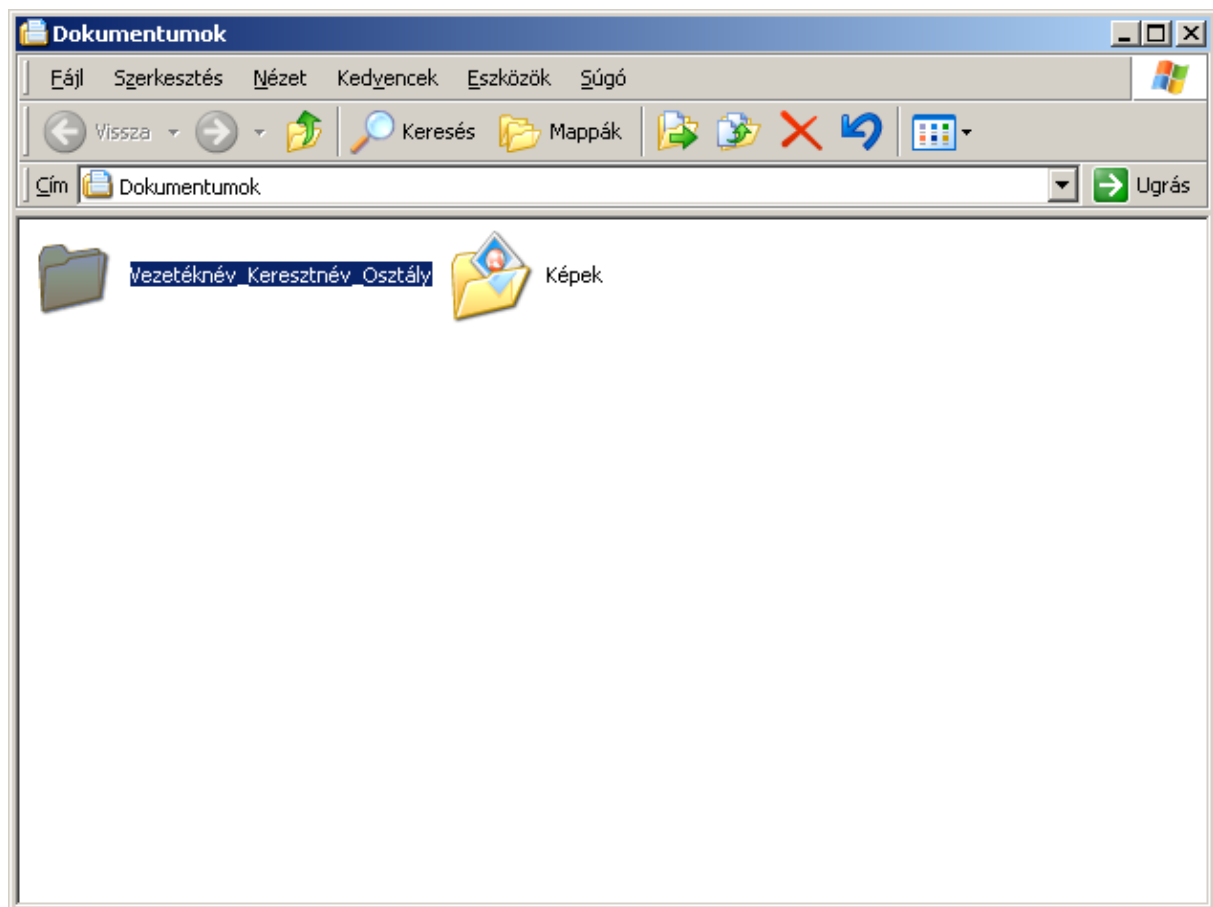 Dokumentumok
Fájl Szerkesztés Nézet Kedvencek Eszközök Súgó
Vissza Keresés Mappák
Cím Dokumentumok Ugrás
Vezetéknév_Keresztnév_Osztály Képek